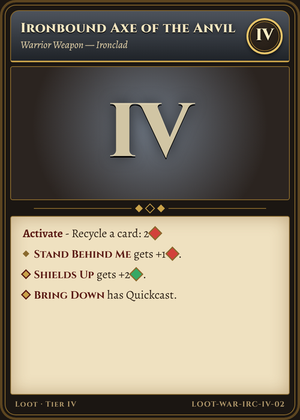 Ironbound Axe of the Anvil
Warrior Weapon — Ironclad
IV
IV
Activate - Recycle a card: 2
Stand Behind Me gets +1.
Shields Up gets +2.
Bring Down has Quickcast.
Loot · Tier IV
LOOT-WAR-IRC-IV-02